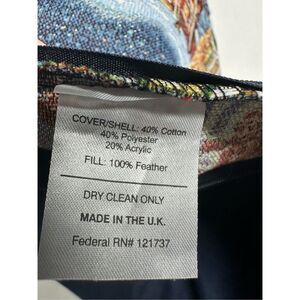 COVER/SHELL: 40% Cotton
40% Polyester
20% Acrylic
FILL: 100% Feather
DRY CLEAN ONLY
MADE IN THE U.K.
Federal RN# 121737